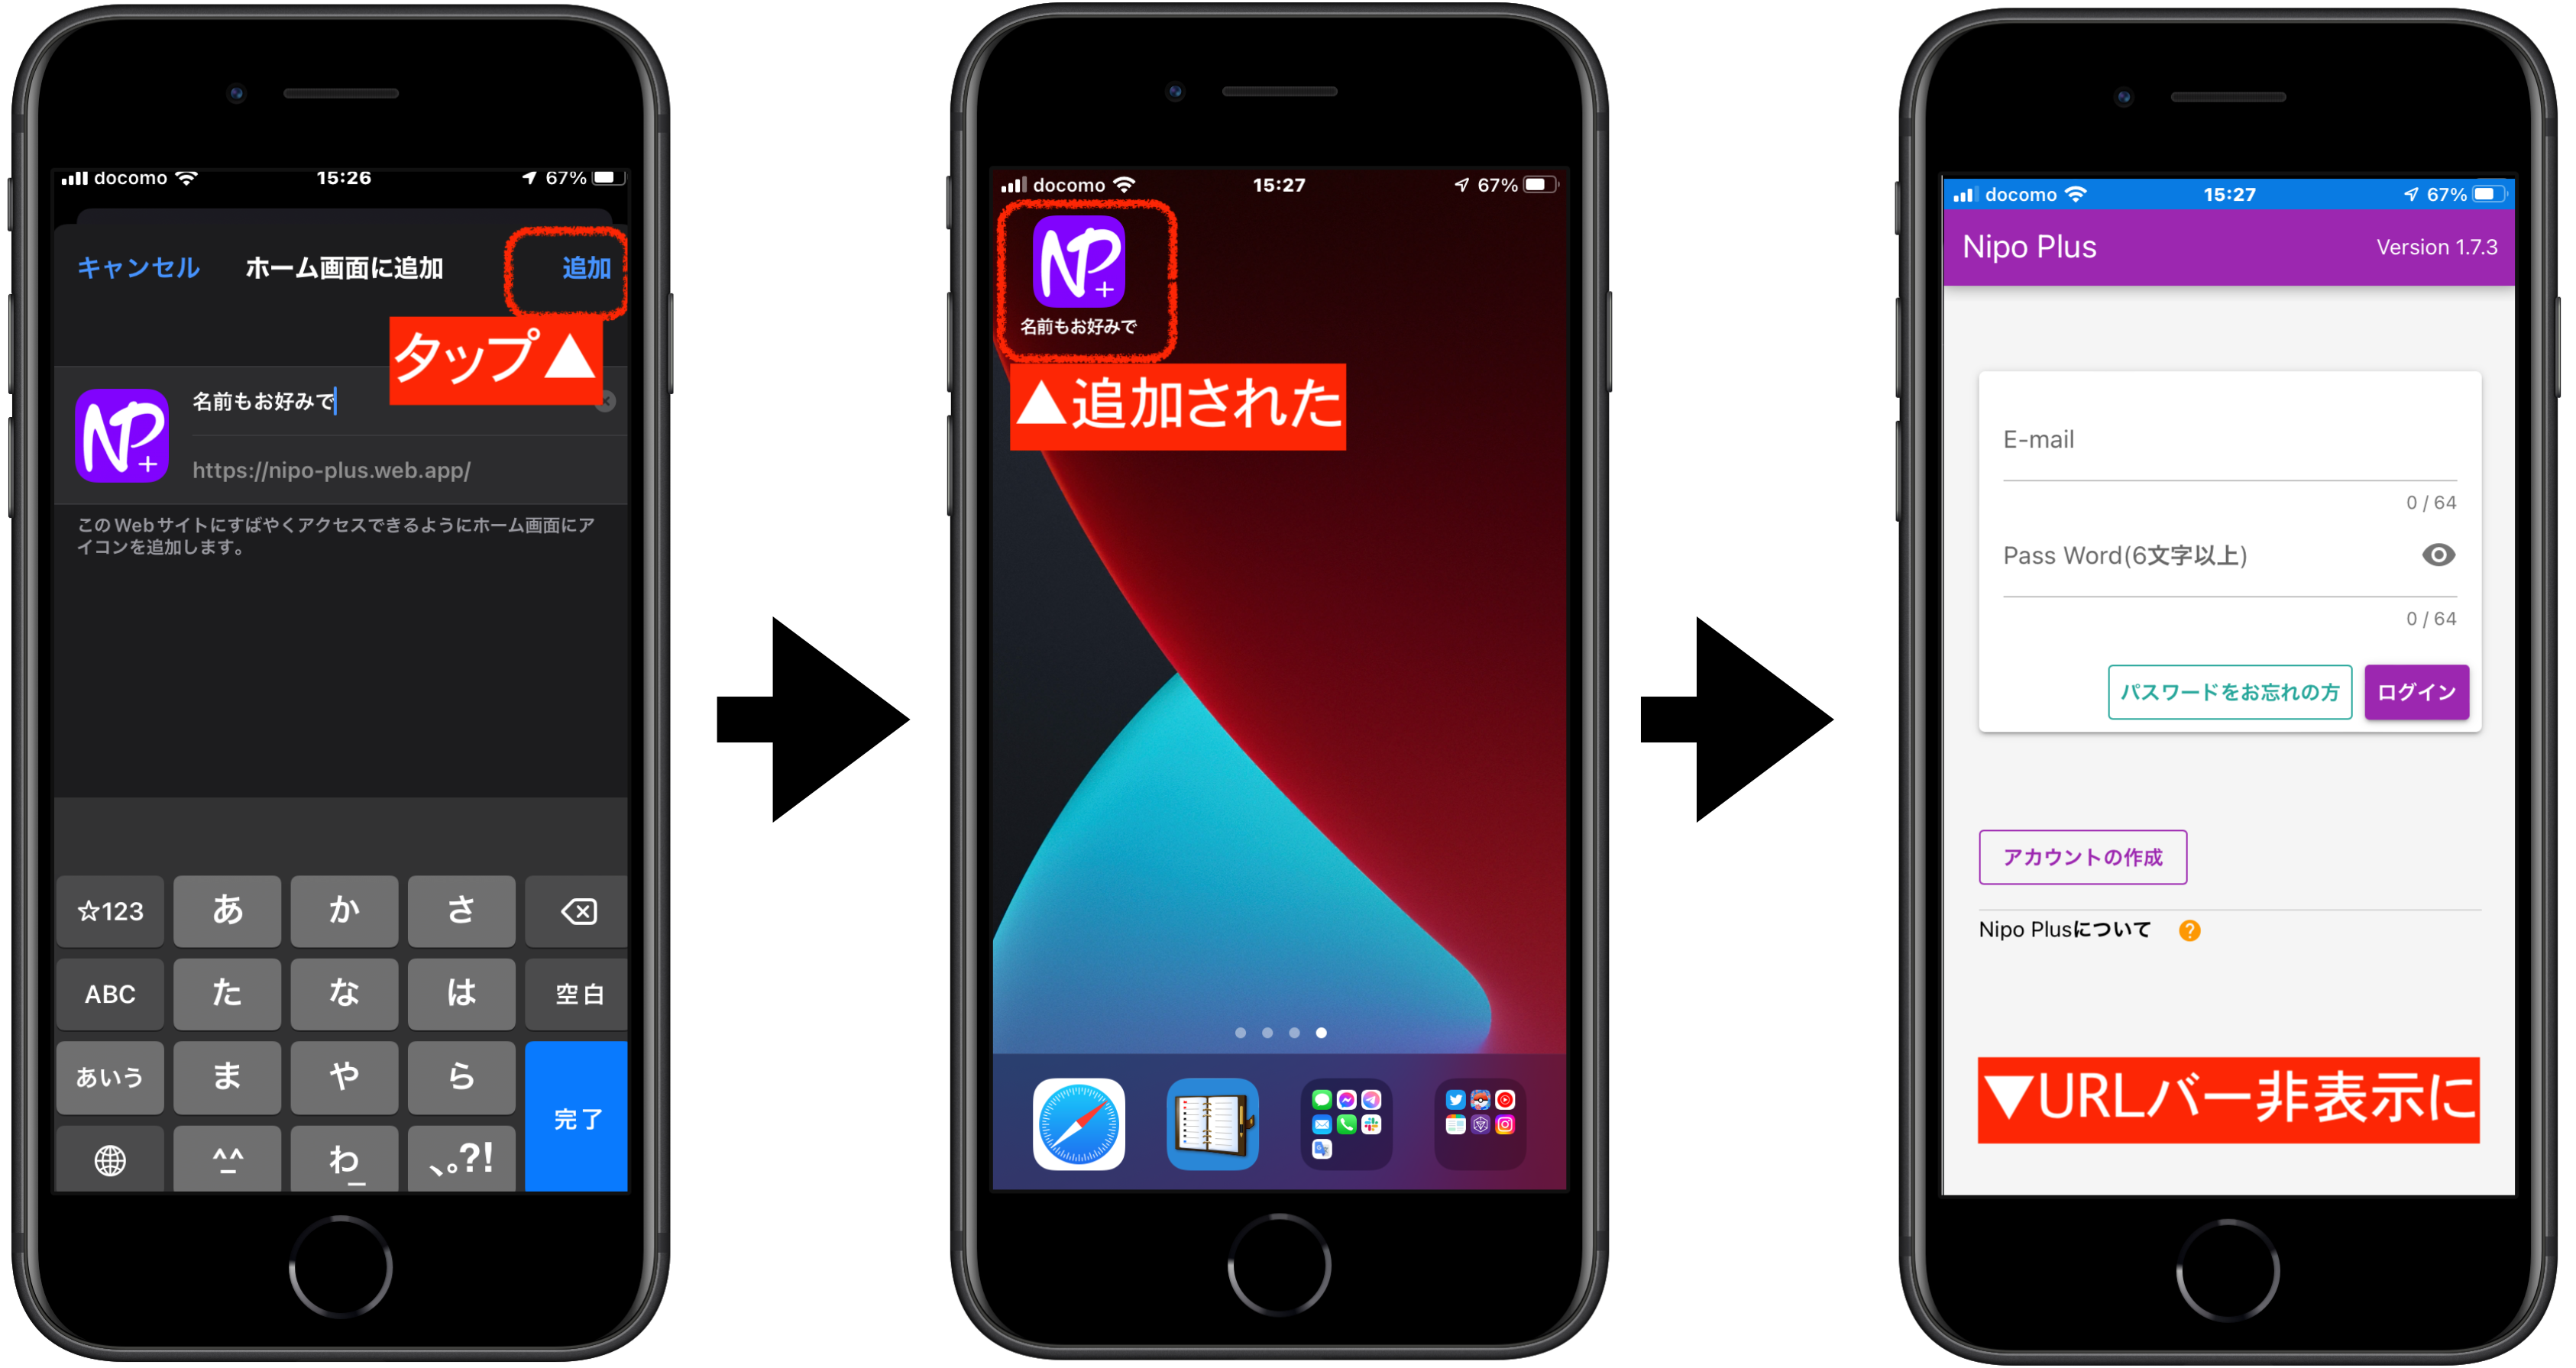 docomo 15:26 67%
キャンセル ホーム画面に追加 追加
タップ▲
NP+ 名前もお好みで
https://nipo-plus.web.app/
このWebサイトにすばやくアクセスできるようにホーム画面にア
イコンを追加します。
☆123 あ か さ
ABC た な は 空白
あいう ま や ら 完了
^_^ わ_ 、。?!
docomo 15:27 67%
NP+
名前もお好みで
▲追加された
docomo 15:27 67%
Nipo Plus Version 1.7.3
E-mail
0 / 64
Pass Word(6文字以上)
0 / 64
パスワードをお忘れの方 ログイン
アカウントの作成
Nipo Plusについて ?
▼URLバー非表示に